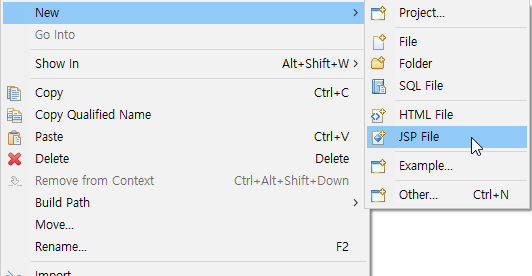 New
Go Into
Show In Alt+Shift+W
Copy Ctrl+C
Copy Qualified Name
Paste Ctrl+V
Delete Delete
Remove from Context Ctrl+Alt+Shift+Down
Build Path
Move...
Rename... F2
Import
Project...
File
Folder
SQL File
HTML File
JSP File
Example...
Other... Ctrl+N